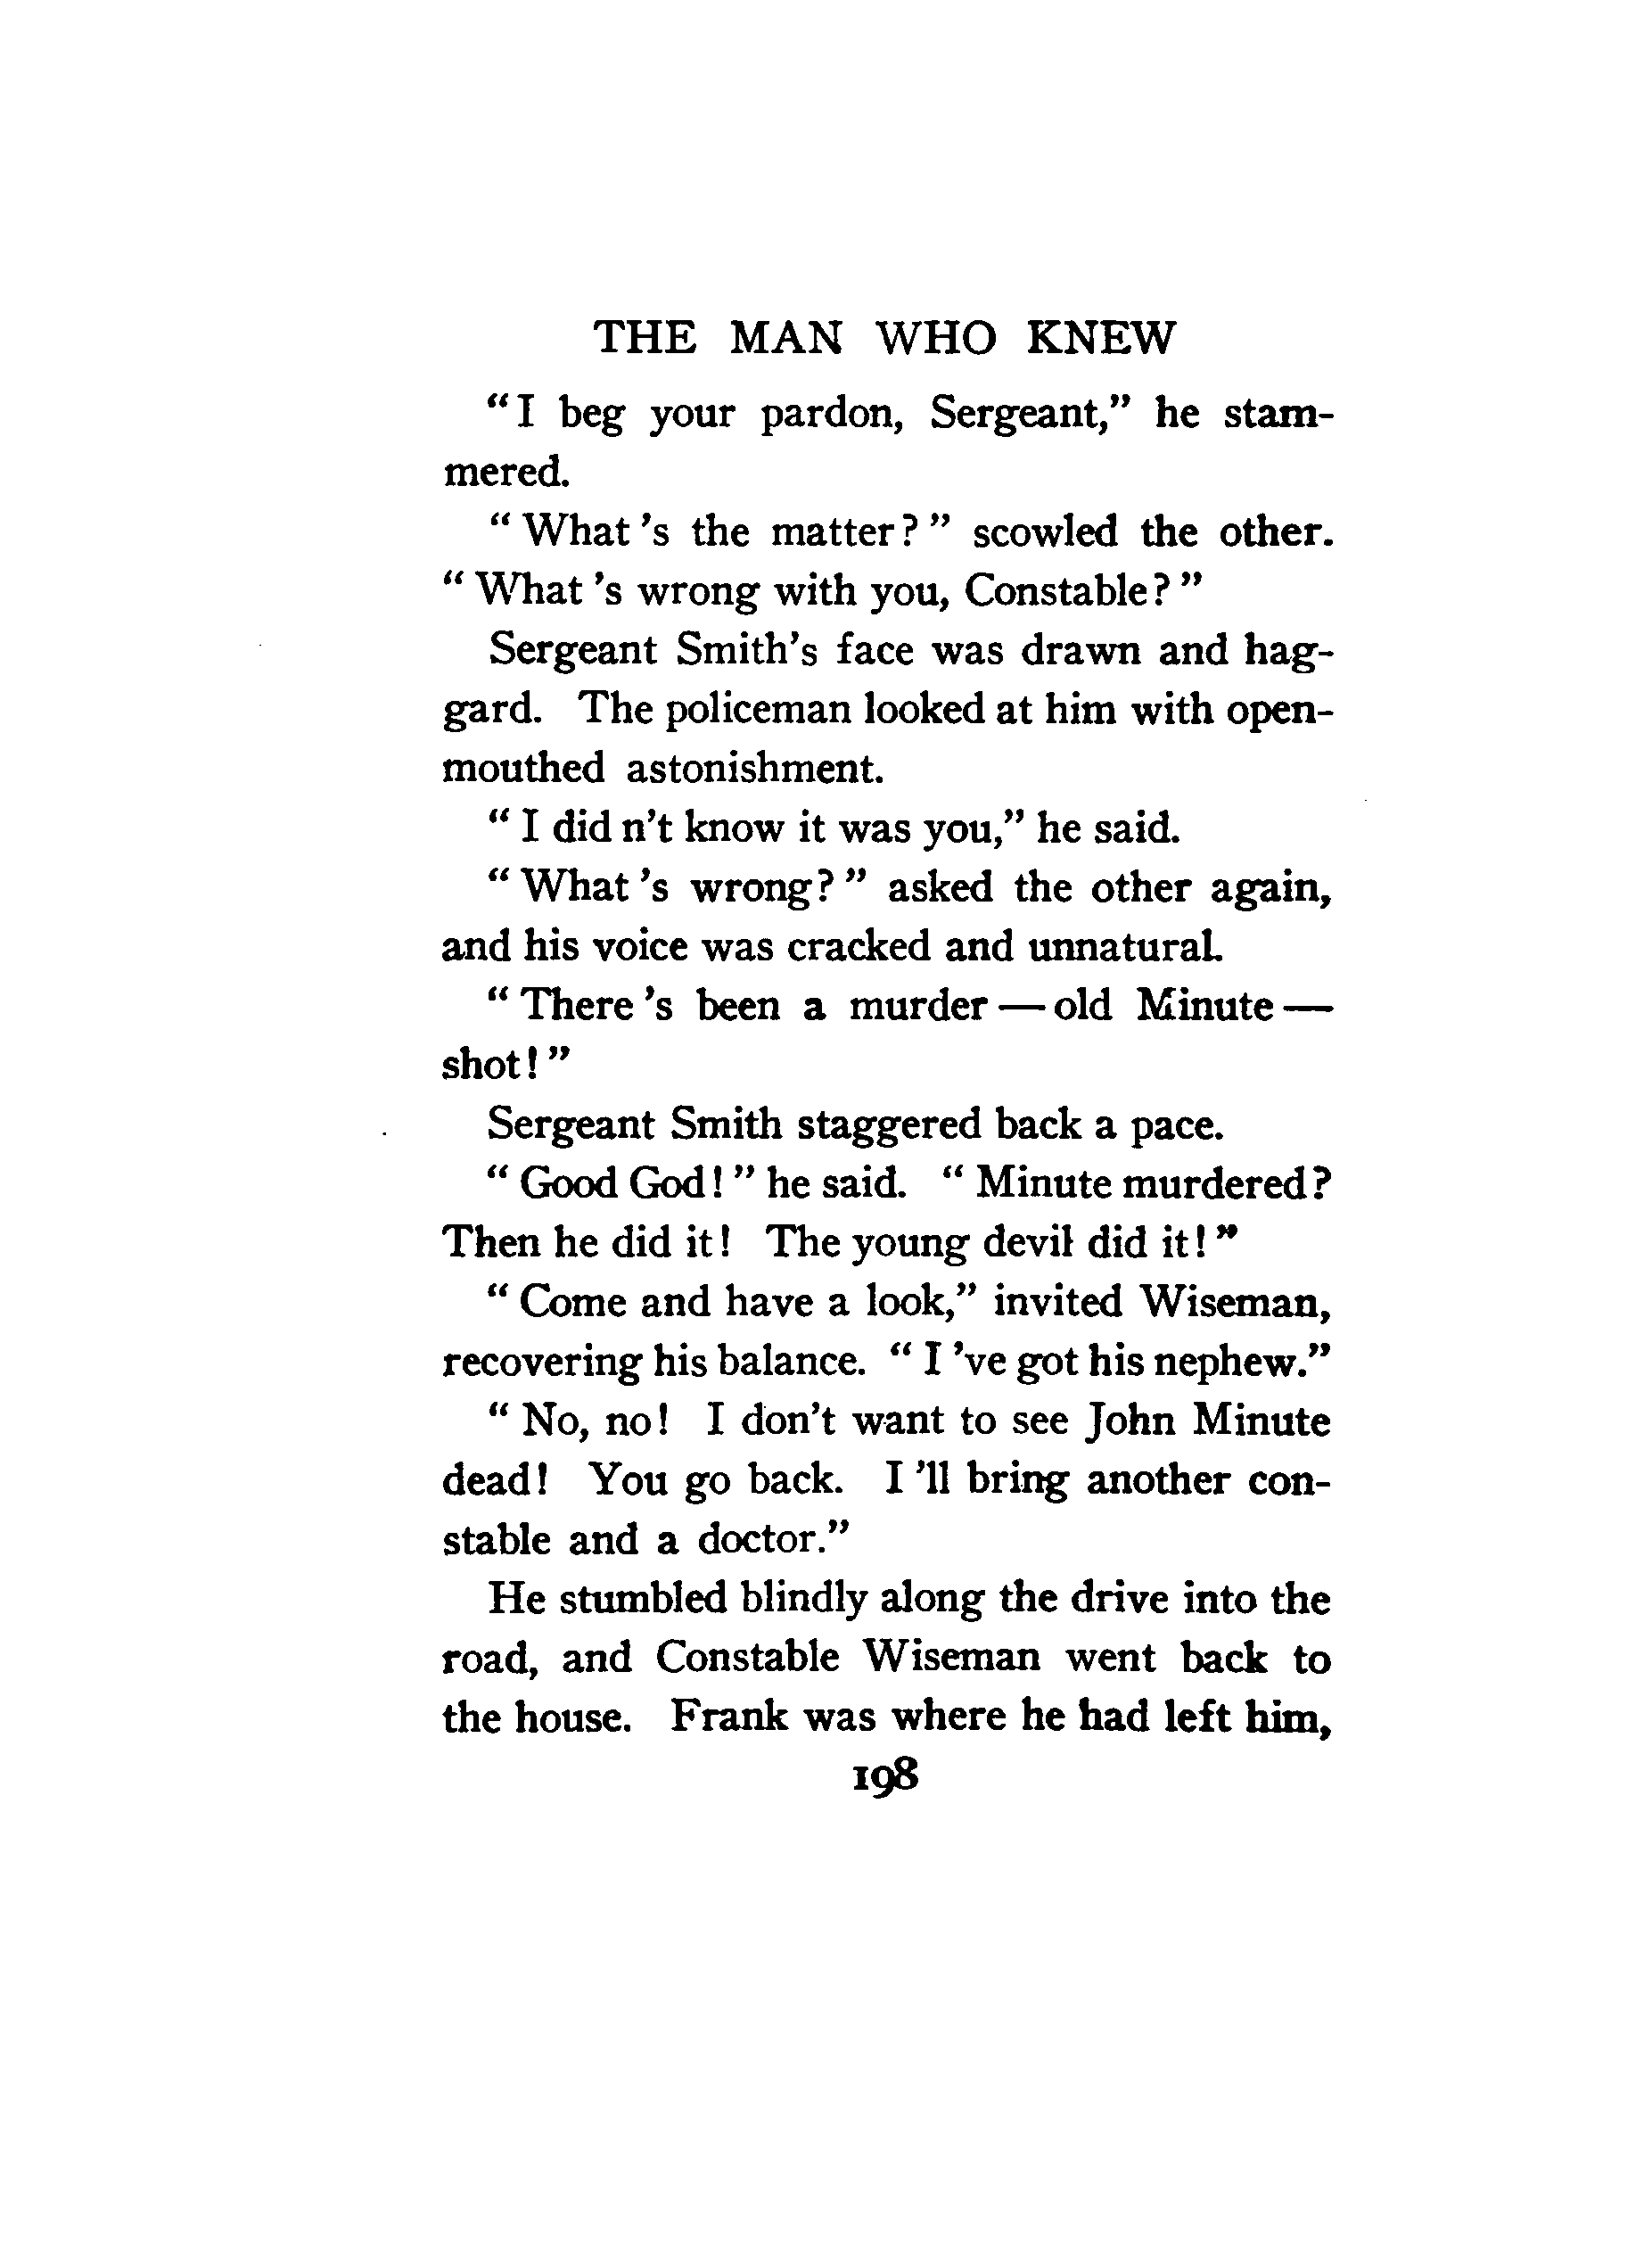 THE MAN WHO KNEW
“I beg your pardon, Sergeant,” he stam-
mered.
“ What 's the matter? ” scowled the other.
“ What 's wrong with you, Constable? ”
Sergeant Smith's face was drawn and hag-
gard. The policeman looked at him with open-
mouthed astonishment.
“ I did n't know it was you,” he said.
“ What 's wrong? ” asked the other again,
and his voice was cracked and unnatural.
“ There 's been a murder — old Minute —
shot! ”
Sergeant Smith staggered back a pace.
“ Good God! ” he said. “ Minute murdered?
Then he did it! The young devil did it! ”
“ Come and have a look,” invited Wiseman,
recovering his balance. “ I 've got his nephew.”
“ No, no! I don't want to see John Minute
dead! You go back. I 'll bring another con-
stable and a doctor.”
He stumbled blindly along the drive into the
road, and Constable Wiseman went back to
the house. Frank was where he had left him,
198